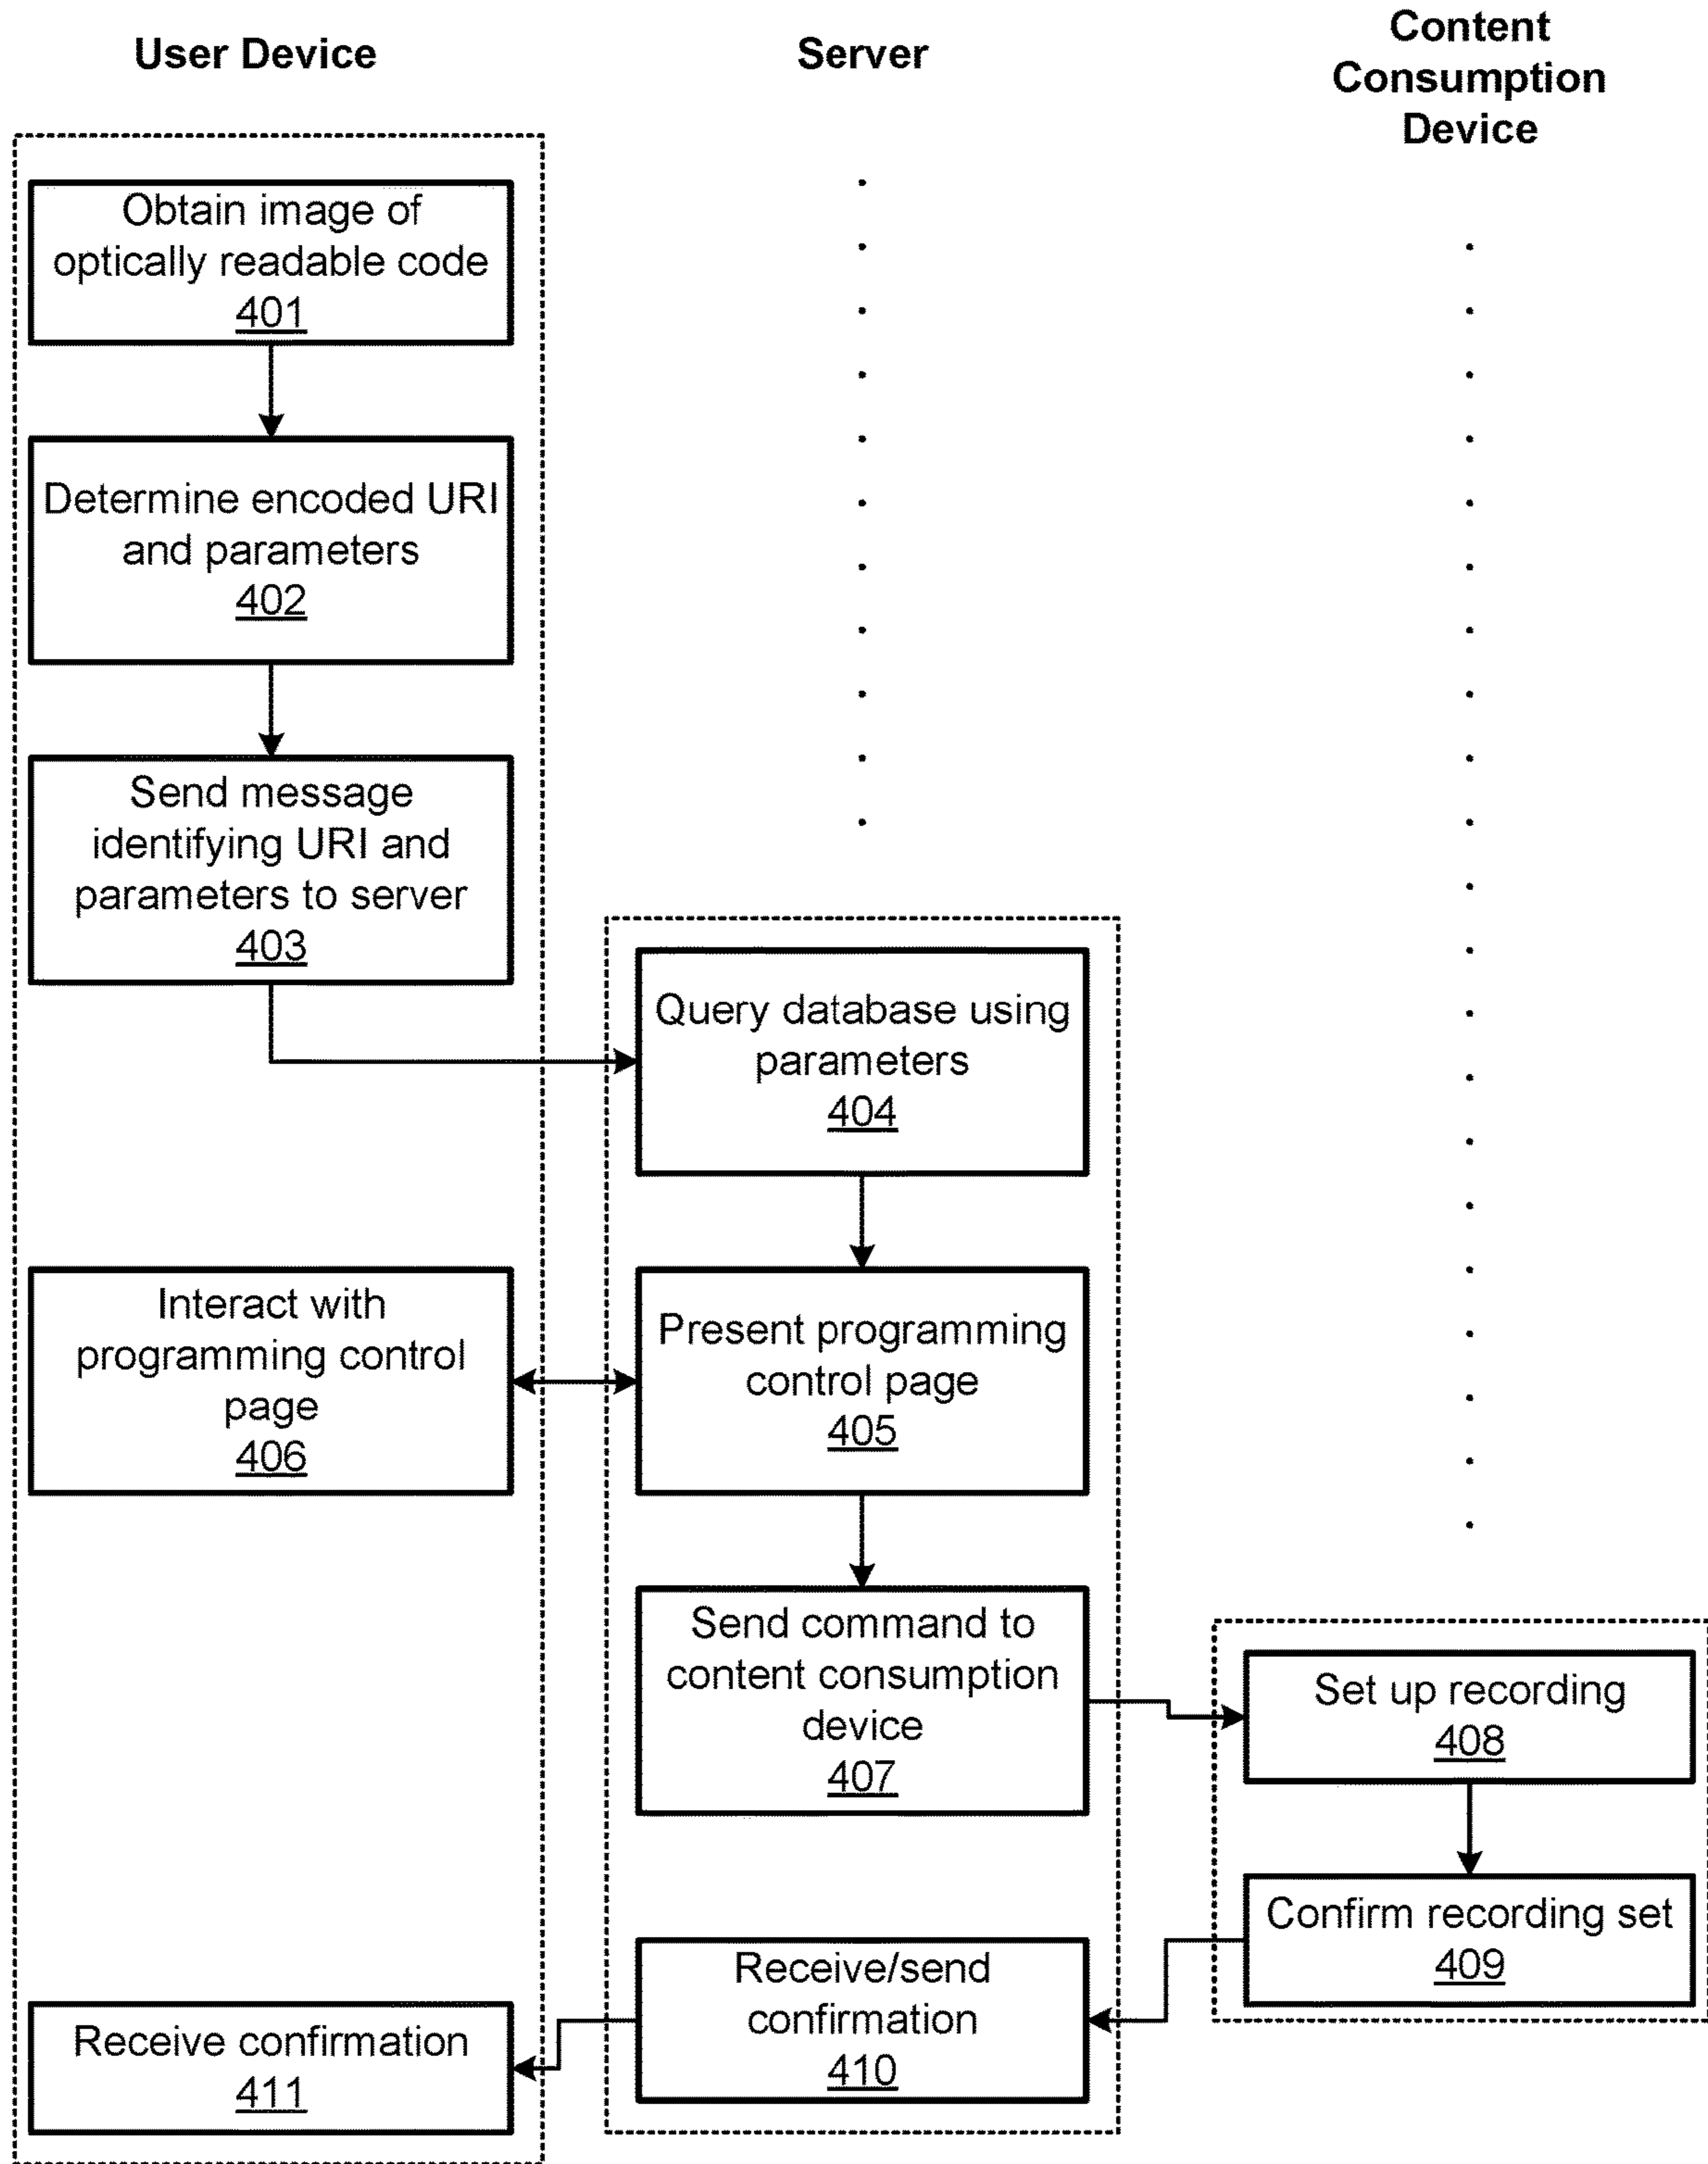 User Device
Server
Content
Consumption
Device
Obtain image of
optically readable code
401
Determine encoded URI
and parameters
402
Send message
identifying URI and
parameters to server
403
Query database using
parameters
404
Present programming
control page
405
Interact with
programming control
page
406
Send command to
content consumption
device
407
Set up recording
408
Confirm recording set
409
Receive/send
confirmation
410
Receive confirmation
411